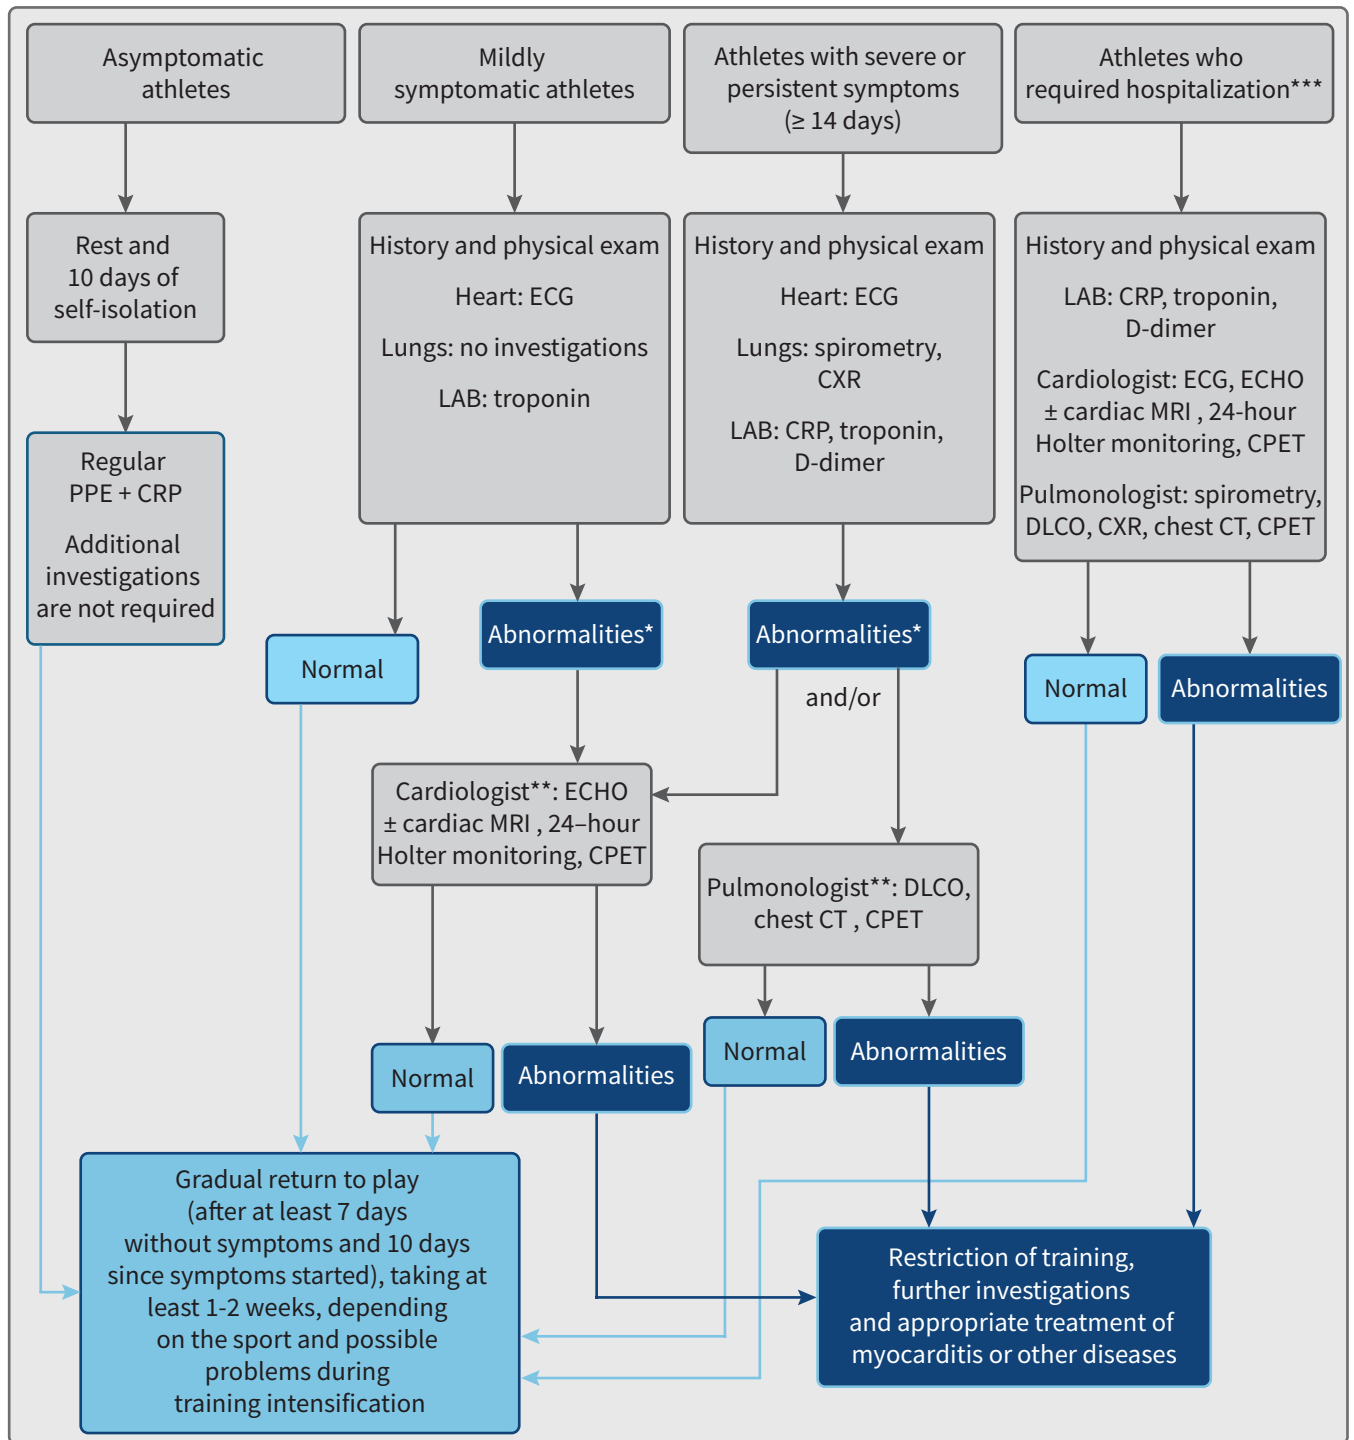 Asymptomatic
athletes
Mildly
symptomatic athletes
Athletes with severe or
persistent symptoms
(≥ 14 days)
Athletes who
required hospitalization***
Rest and
10 days of
self-isolation
History and physical exam
Heart: ECG
Lungs: no investigations
LAB: troponin
History and physical exam
Heart: ECG
Lungs: spirometry,
CXR
LAB: CRP, troponin,
D-dimer
History and physical exam
LAB: CRP, troponin,
D-dimer
Cardiologist: ECG, ECHO
± cardiac MRI , 24-hour
Holter monitoring, CPET
Pulmonologist: spirometry,
DLCO, CXR, chest CT, CPET
Regular
PPE + CRP
Additional
investigations
are not required
Normal
Abnormalities*
Abnormalities*
and/or
Normal
Abnormalities
Cardiologist**: ECHO
± cardiac MRI , 24–hour
Holter monitoring, CPET
Pulmonologist**: DLCO,
chest CT , CPET
Normal
Abnormalities
Normal
Abnormalities
Gradual return to play
(after at least 7 days
without symptoms and 10 days
since symptoms started), taking at
least 1-2 weeks, depending
on the sport and possible
problems during
training intensification
Restriction of training,
further investigations
and appropriate treatment of
myocarditis or other diseases